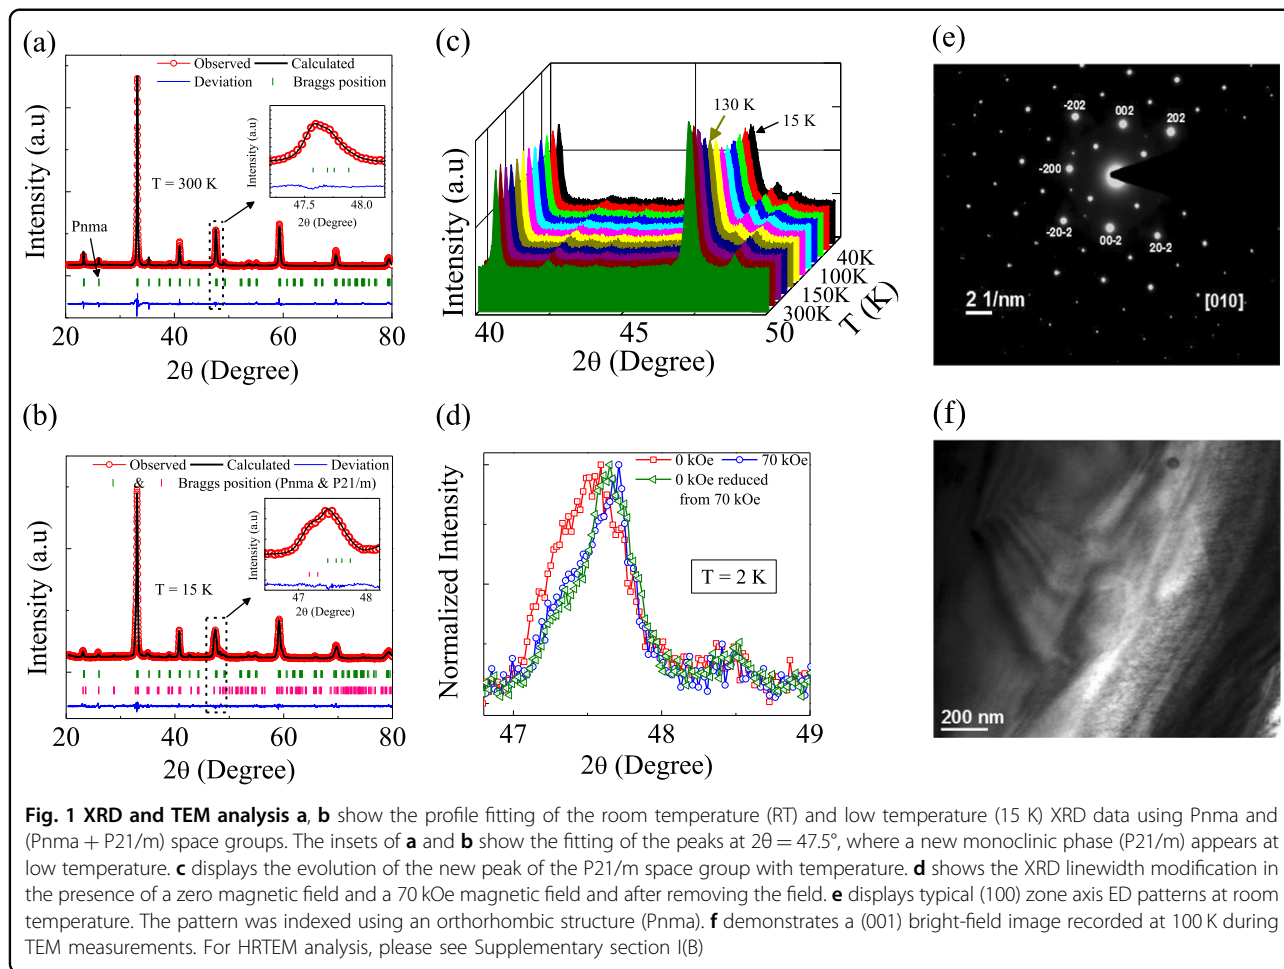 (a)
Observed Calculated
Deviation Braggs position
Intensity (a.u)
T = 300 K
Pnma
Intensity (a.u)
47.5 48.0
2θ (Degree)
20 40 60 80
2θ (Degree)
(b)
Observed Calculated Deviation
& Braggs position (Pnma & P21/m)
Intensity (a.u)
T = 15 K
Intensity (a.u)
47 48
2θ (Degree)
20 40 60 80
2θ (Degree)
(c)
130 K
15 K
Intensity (a.u)
40K
100K
150K
300K
T (K)
40 45 50
2θ (Degree)
(d)
0 kOe 70 kOe
0 kOe reduced
from 70 kOe
Normalized Intensity
T = 2 K
47 48 49
2θ (Degree)
(e)
-202 002 202
-200
-20-2 00-2 20-2
2 1/nm
[010]
(f)
200 nm
Fig. 1 XRD and TEM analysis a, b show the profile fitting of the room temperature (RT) and low temperature (15 K) XRD data using Pnma and
(Pnma + P21/m) space groups. The insets of a and b show the fitting of the peaks at 2θ = 47.5°, where a new monoclinic phase (P21/m) appears at
low temperature. c displays the evolution of the new peak of the P21/m space group with temperature. d shows the XRD linewidth modification in
the presence of a zero magnetic field and a 70 kOe magnetic field and after removing the field. e displays typical (100) zone axis ED patterns at room
temperature. The pattern was indexed using an orthorhombic structure (Pnma). f demonstrates a (001) bright-field image recorded at 100 K during
TEM measurements. For HRTEM analysis, please see Supplementary section I(B)